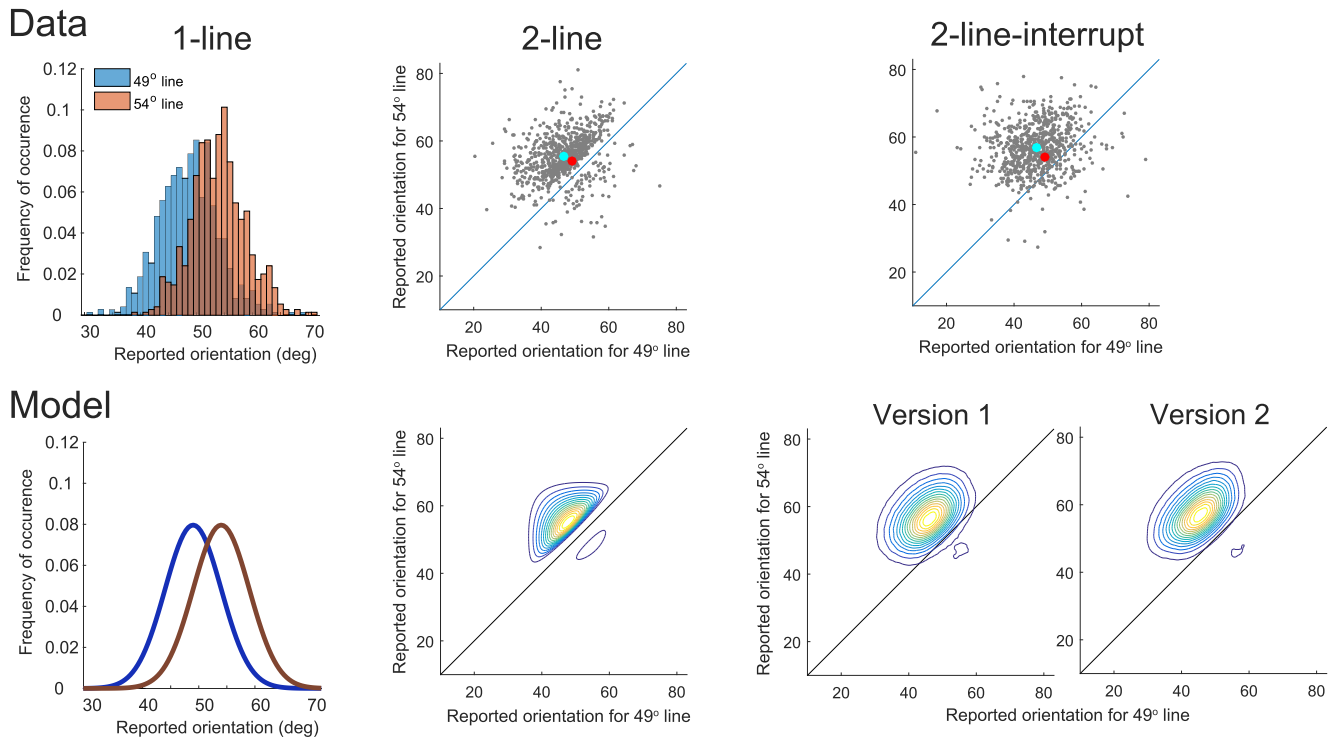 Data
1-line
2-line
2-line-interrupt
0.12
0.1
0.08
0.06
0.04
0.02
0
Frequency of occurence
49° line
54° line
30 40 50 60 70
Reported orientation (deg)
80
60
40
20
Reported orientation for 54° line
20 40 60 80
Reported orientation for 49° line
80
60
40
20
20 40 60 80
Reported orientation for 49° line
Model
0.12
0.1
0.08
0.06
0.04
0.02
0
Frequency of occurence
30 40 50 60 70
Reported orientation (deg)
80
60
40
20
Reported orientation for 54° line
20 40 60 80
Reported orientation for 49° line
Version 1
Version 2
80
60
40
20
Reported orientation for 54° line
20 40 60 80
80
60
40
20
20 40 60 80
Reported orientation for 49° line